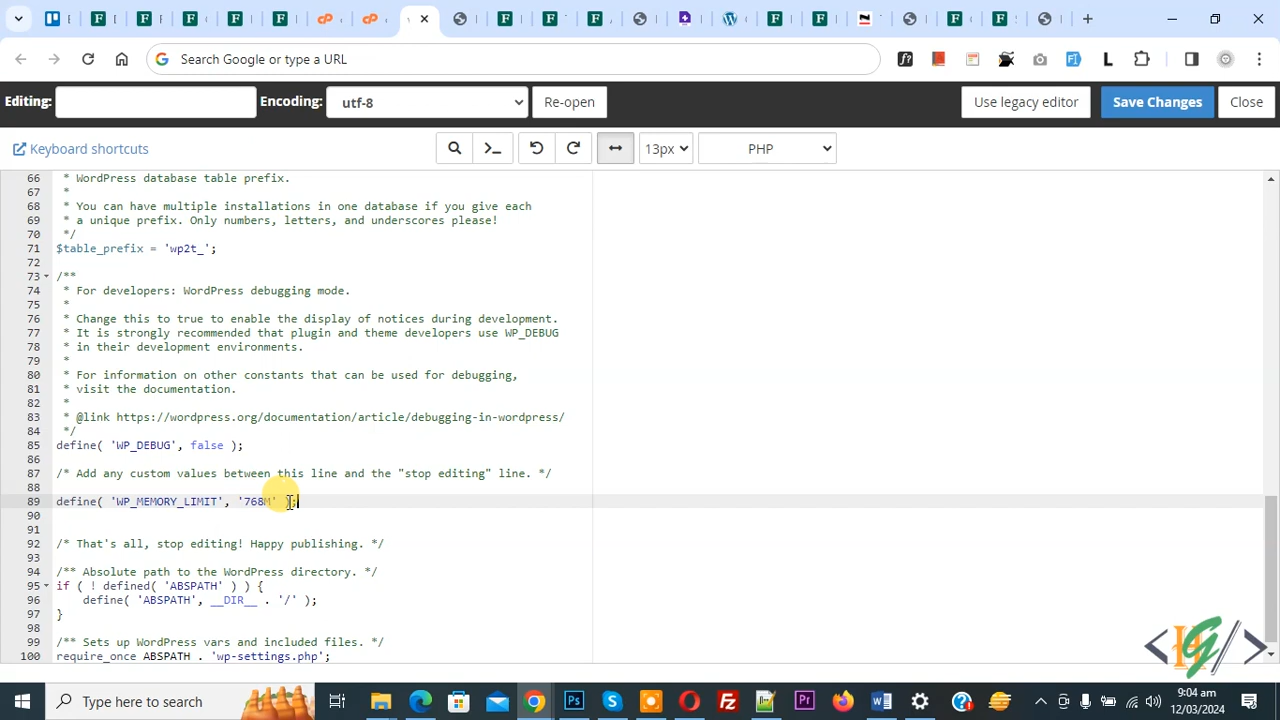 Search Google or type a URL
Editing:
Encoding:
utf-8
Re-open
Use legacy editor
Save Changes
Close
Keyboard shortcuts
13px
PHP
66 * WordPress database table prefix.
67 *
68 * You can have multiple installations in one database if you give each
69 * a unique prefix. Only numbers, letters, and underscores please!
70 */
71 $table_prefix = 'wp2t_';
72
73 /**
74 * For developers: WordPress debugging mode.
75 *
76 * Change this to true to enable the display of notices during development.
77 * It is strongly recommended that plugin and theme developers use WP_DEBUG
78 * in their development environments.
79 *
80 * For information on other constants that can be used for debugging,
81 * visit the documentation.
82 *
83 * @link https://wordpress.org/documentation/article/debugging-in-wordpress/
84 */
85 define( 'WP_DEBUG', false );
86
87 /* Add any custom values between this line and the "stop editing" line. */
88
89 define( 'WP_MEMORY_LIMIT', '768M' );
90
91
92 /* That's all, stop editing! Happy publishing. */
93
94 /** Absolute path to the WordPress directory. */
95 if ( ! defined( 'ABSPATH' ) ) {
96 define( 'ABSPATH', __DIR__ . '/' );
97 }
98
99 /** Sets up WordPress vars and included files. */
100 require_once ABSPATH . 'wp-settings.php';
Type here to search
9:04 am
12/03/2024